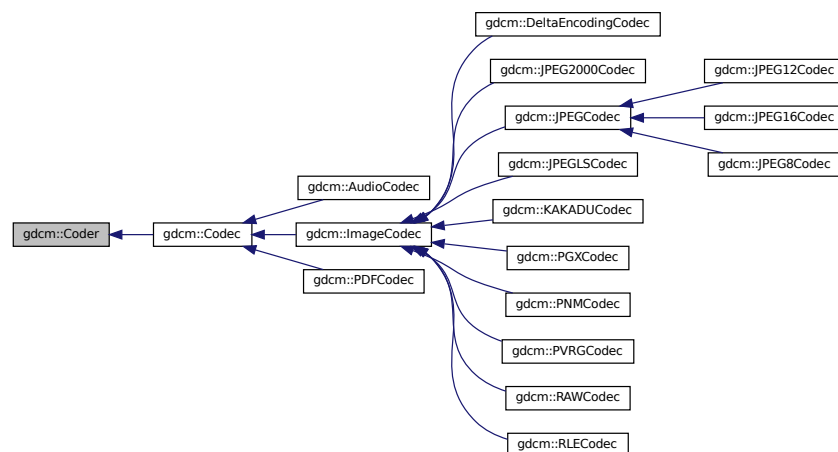 gdcm::DeltaEncodingCodec
gdcm::JPEG2000Codec
gdcm::JPEG12Codec
gdcm::JPEGCodec
gdcm::JPEG16Codec
gdcm::JPEGLSCodec
gdcm::JPEG8Codec
gdcm::AudioCodec
gdcm::KAKADUCodec
gdcm::Coder
gdcm::Codec
gdcm::ImageCodec
gdcm::PGXCodec
gdcm::PDFCodec
gdcm::PNMCodec
gdcm::PVRGCodec
gdcm::RAWCodec
gdcm::RLECodec